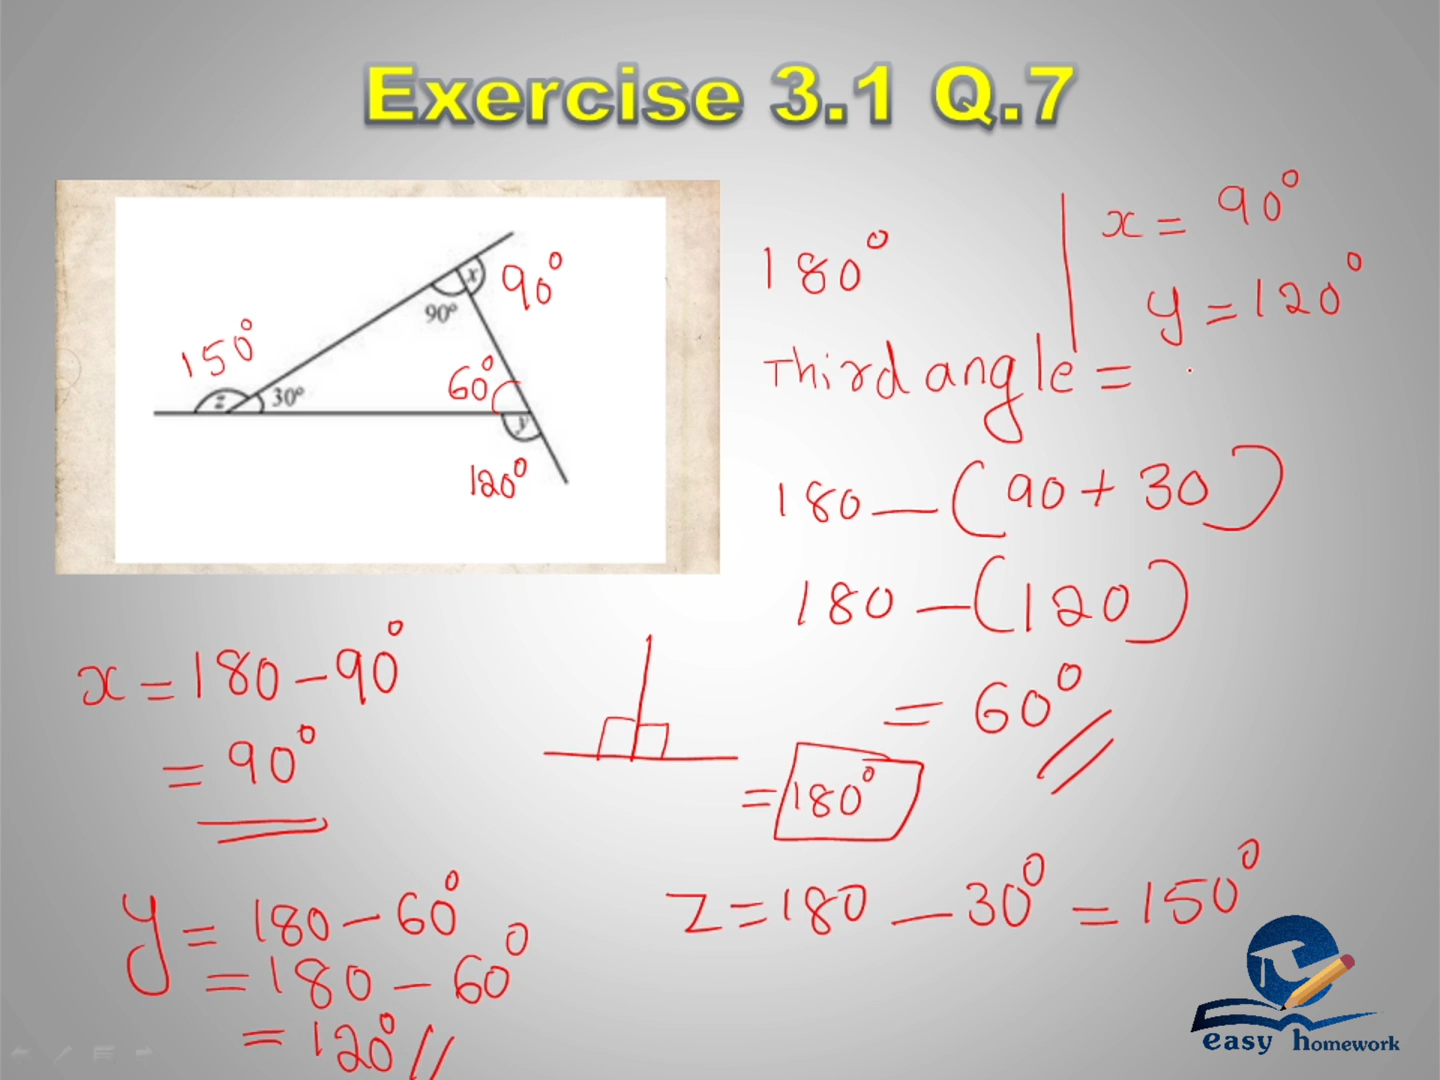 Exercise 3.1 Q.7
x
90°
90°
150°
z
30°
60°
y
120°
180°
x = 90°
y = 120°
Third angle =
180 - (90 + 30)
180 - (120)
= 60°
x = 180 - 90°
= 90°
= 180°
y = 180 - 60°
= 180 - 60°
= 120°
z = 180 - 30° = 150°
easy homework